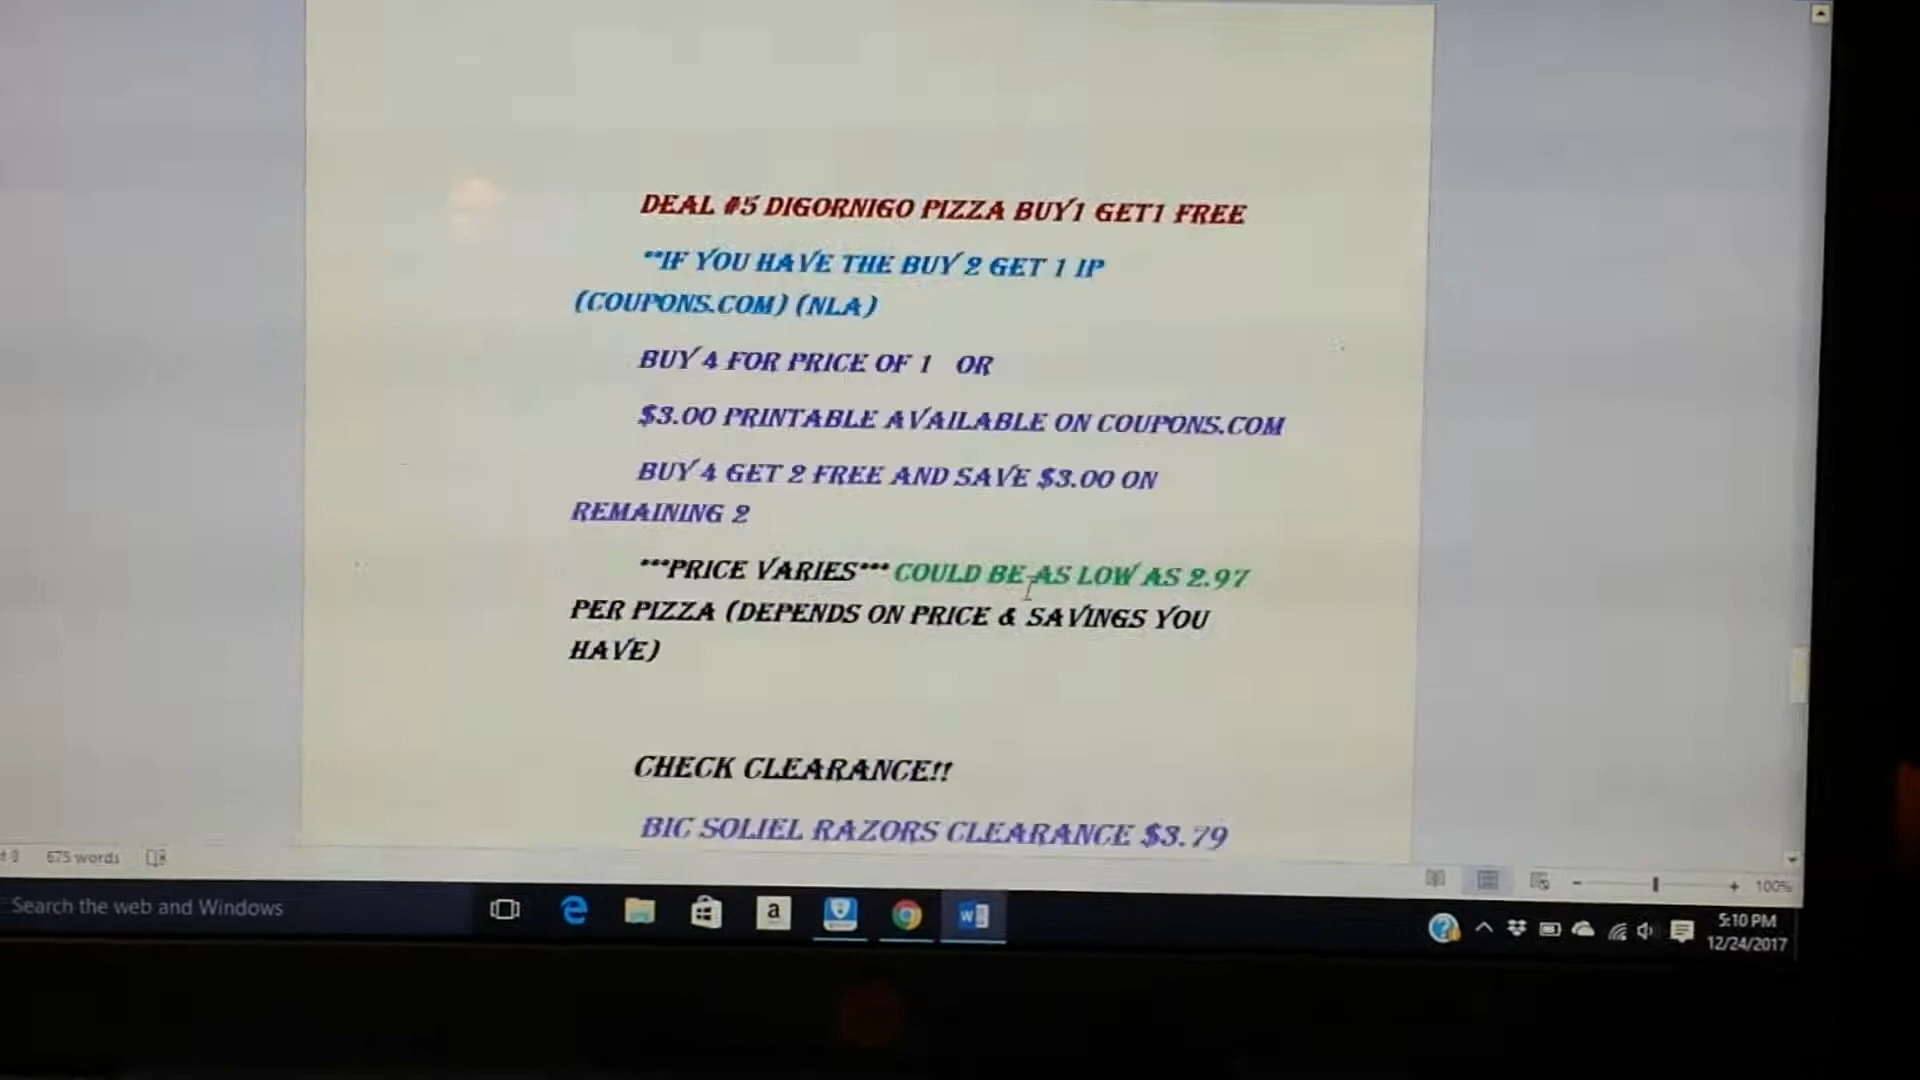 DEAL #5 DIGORNIGO PIZZA BUY1 GET1 FREE
**IF YOU HAVE THE BUY 2 GET 1 IP
(COUPONS.COM) (NLA)
BUY 4 FOR PRICE OF 1 OR
$3.00 PRINTABLE AVAILABLE ON COUPONS.COM
BUY 4 GET 2 FREE AND SAVE $3.00 ON
REMAINING 2
***PRICE VARIES*** COULD BE AS LOW AS 2.97
PER PIZZA (DEPENDS ON PRICE & SAVINGS YOU
HAVE)
CHECK CLEARANCE!!
BIC SOLIEL RAZORS CLEARANCE $3.79
675 words
100%
Search the web and Windows
a
W
5:10 PM
12/24/2017